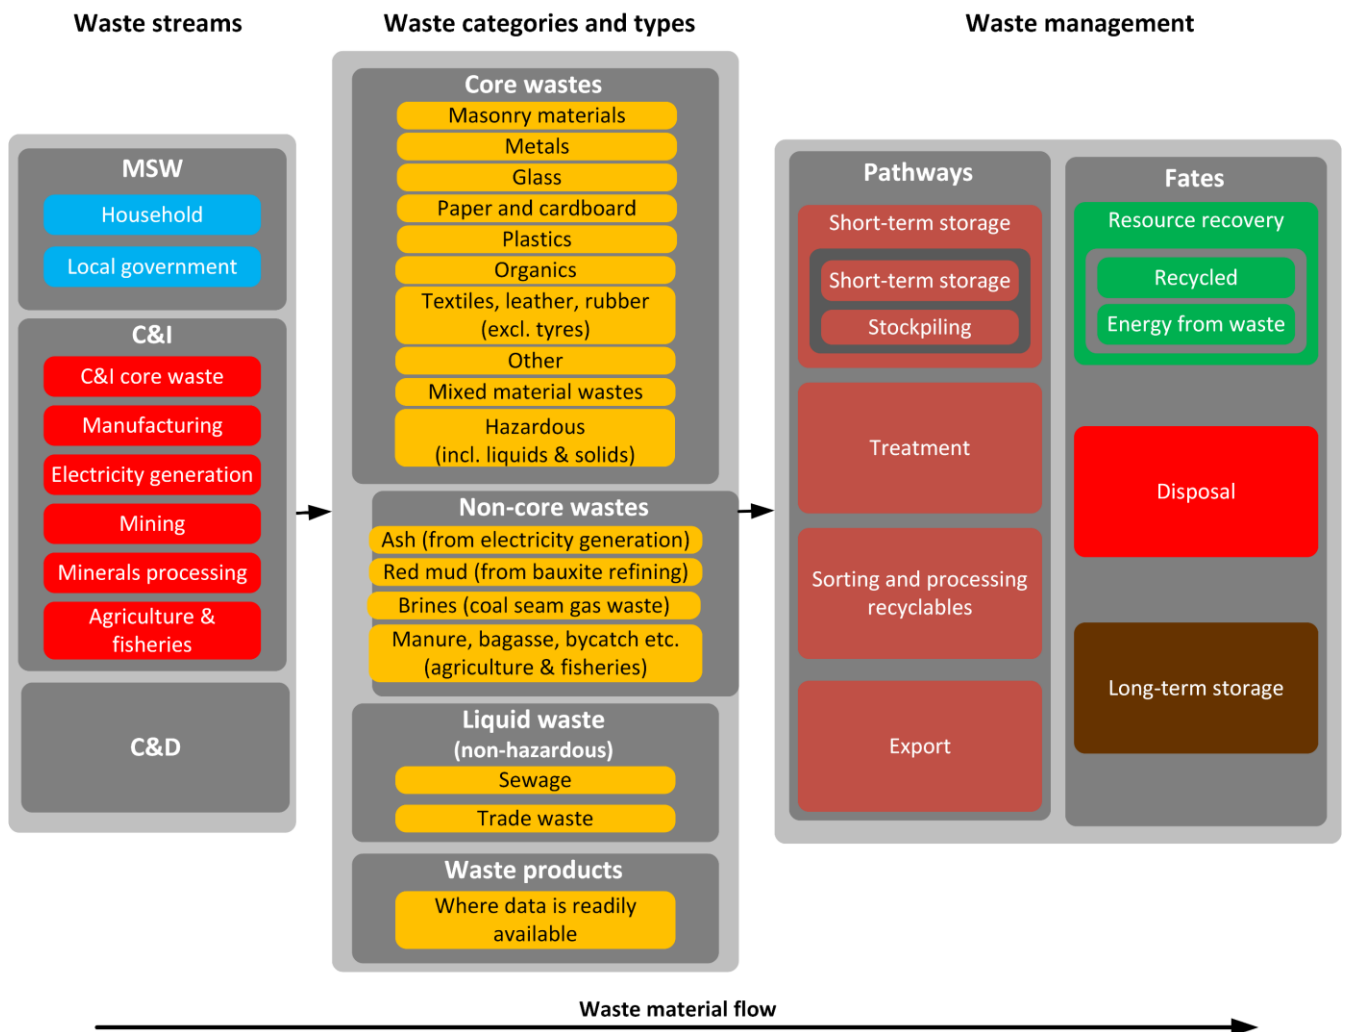 Waste streams
Waste categories and types
Waste management
MSW
Household
Local government
C&I
C&I core waste
Manufacturing
Electricity generation
Mining
Minerals processing
Agriculture &
fisheries
C&D
Core wastes
Masonry materials
Metals
Glass
Paper and cardboard
Plastics
Organics
Textiles, leather, rubber
(excl. tyres)
Other
Mixed material wastes
Hazardous
(incl. liquids & solids)
Non-core wastes
Ash (from electricity generation)
Red mud (from bauxite refining)
Brines (coal seam gas waste)
Manure, bagasse, bycatch etc.
(agriculture & fisheries)
Liquid waste
(non-hazardous)
Sewage
Trade waste
Waste products
Where data is readily
available
Pathways
Short-term storage
Short-term storage
Stockpiling
Treatment
Sorting and processing
recyclables
Export
Fates
Resource recovery
Recycled
Energy from waste
Disposal
Long-term storage
Waste material flow